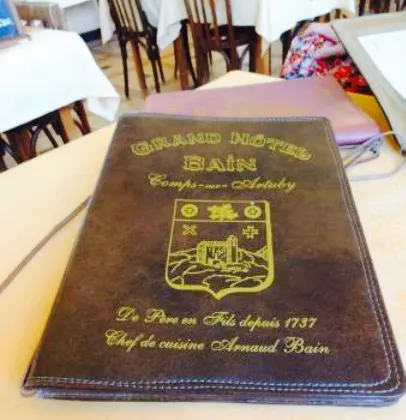 GRAND HÔTEL
BAIN
Comps-sur-Artuby
De Père en Fils depuis 1737
Chef de cuisine Arnaud Bain